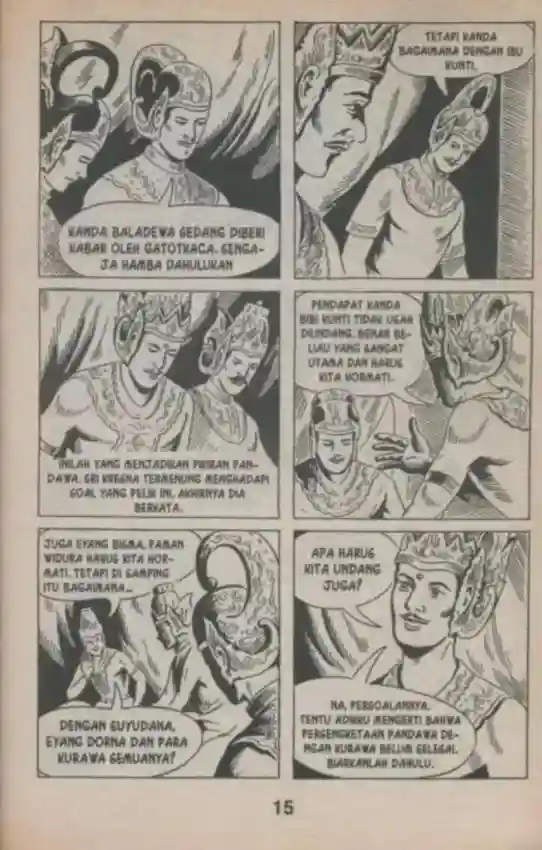 KANDA BALADEWA SEDANG DIBERI
KABAR OLEH GATOTKACA. SENGA-
JA HAMBA DAHULUKAN
TETAPI KANDA
BAGAIMANA DENGAN IBU
KUNTI.
INILAH YANG MENJADIKAN PIKIRAN PAN-
DAWA. SRI KRESNA TERMENUNG MENGHADAPI
SOAL YANG PELIK INI. AKHIRNYA DIA
BERKATA.
PENDAPAT KANDA
BIBI KUNTI TIDAK USAH
DIUNDANG. BENAR BE-
LIAU YANG SANGAT
UTAMA DAN HARUS
KITA HORMATI.
JUGA EYANG BISMA, PAMAN
WIDURA HARUS KITA HOR-
MATI. TETAPI DI SAMPING
ITU BAGAIMANA...
DENGAN SUYUDANA,
EYANG DORNA DAN PARA
KURAWA SEMUANYA?
APA HARUS
KITA UNDANG
JUGA?
NA, PERSOALANNYA.
TENTU ADIKKU MENGERTI BAHWA
PERSENGKETAAN PANDAWA DE-
NGAN KURAWA BELUM SELESAI.
BIARKANLAH DAHULU.
15